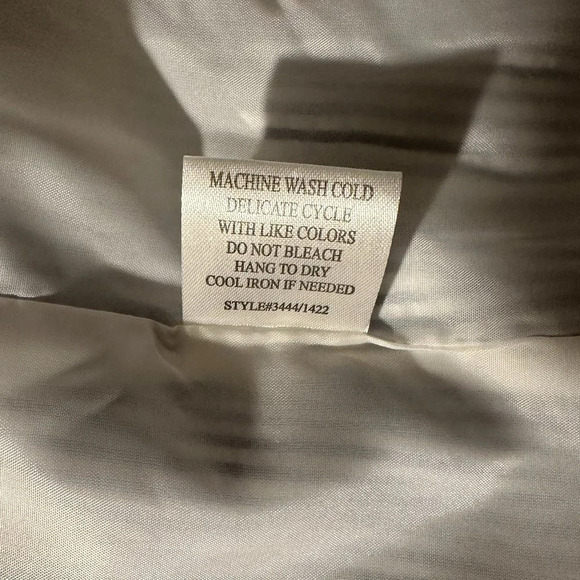 MACHINE WASH COLD
DELICATE CYCLE
WITH LIKE COLORS
DO NOT BLEACH
HANG TO DRY
COOL IRON IF NEEDED
STYLE#3444/1422